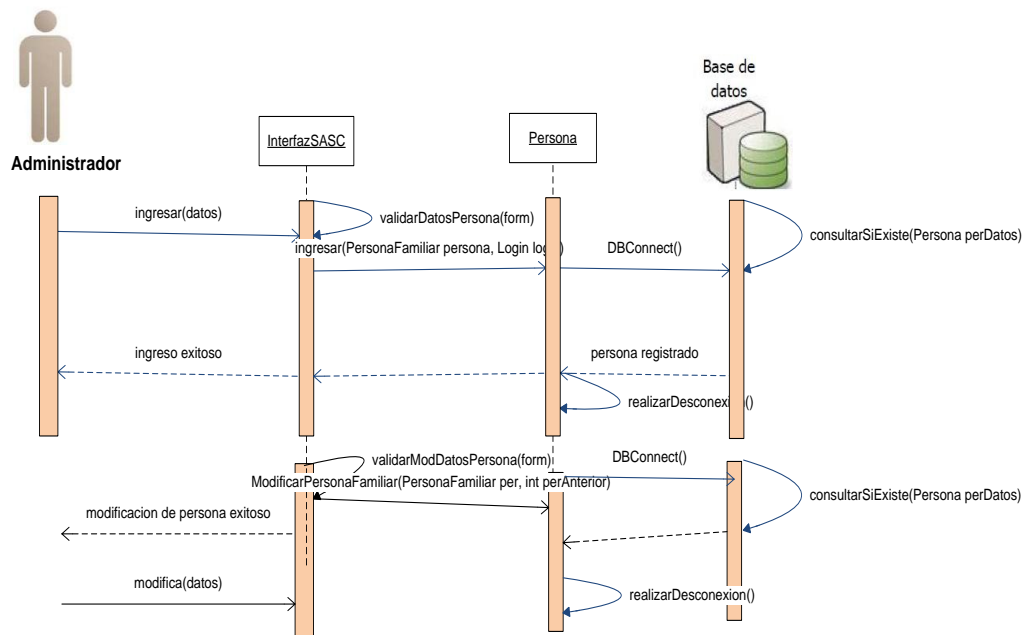 Base de
datos
Administrador
InterfazSASC
Persona
ingresar(datos)
validarDatosPersona(form)
consultarSiExiste(Persona perDatos)
ingresar(PersonaFamiliar persona, Login log
DBConnect()
ingreso exitoso
persona registrado
realizarDesconexion()
validarModDatosPersona(form)
DBConnect()
ModificarPersonaFamiliar(PersonaFamiliar per, int perAnterior)
consultarSiExiste(Persona perDatos)
modificacion de persona exitoso
modifica(datos)
realizarDesconexion()